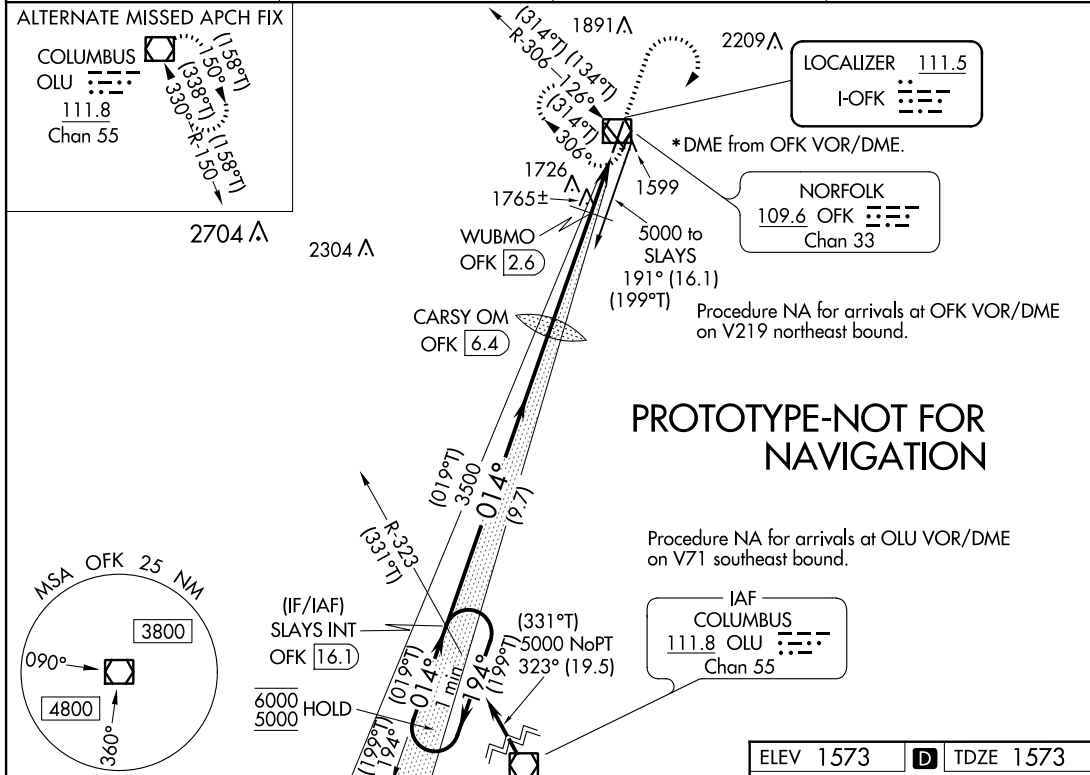 ALTERNATE MISSED APCH FIX
COLUMBUS
OLU
111.8
Chan 55
(158°T)
150°
(338°T)
330°
R-150
(158°T)
2704
2304
(314°T)
R-306
(134°T)
126°
(314°T)
306°
1891
2209
LOCALIZER 111.5
I-OFK
*DME from OFK VOR/DME.
1726
1765±
1599
NORFOLK
109.6 OFK
Chan 33
WUBMO
OFK 2.6
5000 to
SLAYS
191° (16.1)
(199°T)
CARSY OM
OFK 6.4
Procedure NA for arrivals at OFK VOR/DME
on V219 northeast bound.
PROTOTYPE-NOT FOR
NAVIGATION
(019°T)
3500
014°
(9.7)
R-323
(331°T)
Procedure NA for arrivals at OLU VOR/DME
on V71 southeast bound.
MSA OFK 25 NM
3800
090°
4800
360°
(IF/IAF)
SLAYS INT
OFK 16.1
6000
5000
HOLD
(019°T)
014°
1 min
194°
(199°T)
(199°T)
194°
(331°T)
5000 NoPT
323° (19.5)
IAF
COLUMBUS
111.8 OLU
Chan 55
ELEV 1573 D TDZE 1573